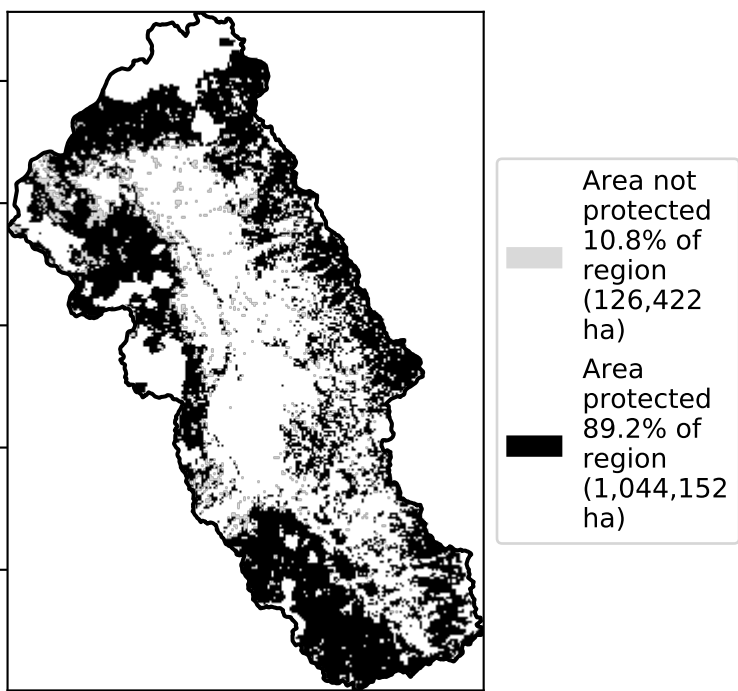 Area not
protected
10.8% of
region
(126,422
ha)
Area
protected
89.2% of
region
(1,044,152
ha)